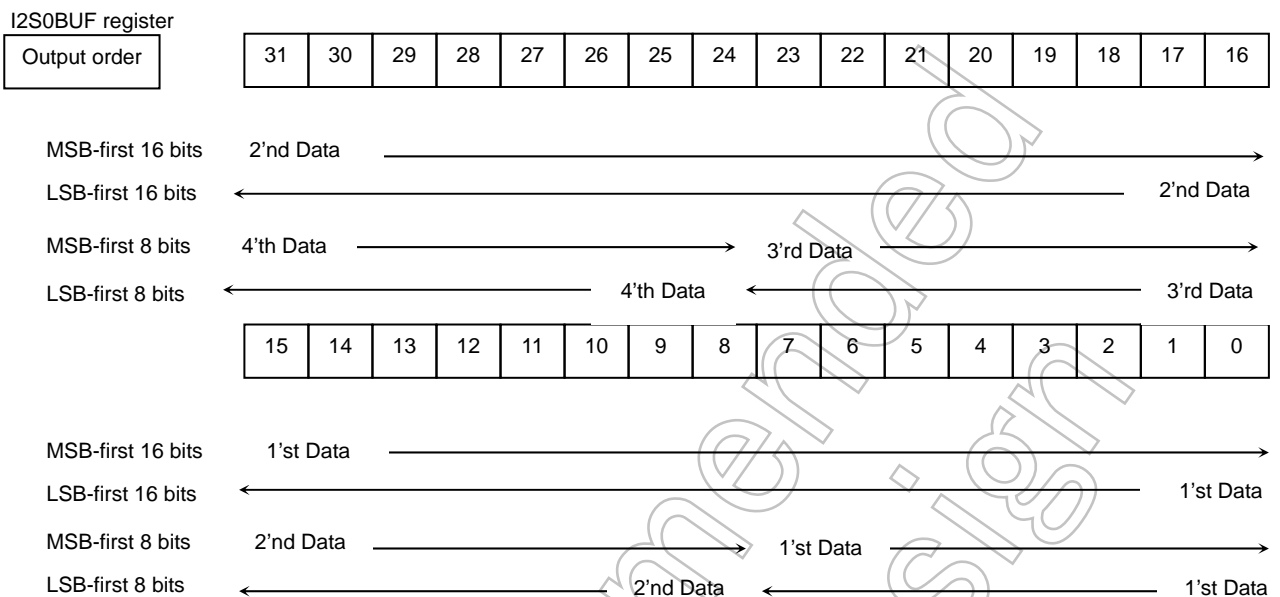 I2S0BUF register
Output order 31 30 29 28 27 26 25 24 23 22 21 20 19 18 17 16
MSB-first 16 bits 2'nd Data
LSB-first 16 bits 2'nd Data
MSB-first 8 bits 4'th Data 3'rd Data
LSB-first 8 bits 4'th Data 3'rd Data
15 14 13 12 11 10 9 8 7 6 5 4 3 2 1 0
MSB-first 16 bits 1'st Data
LSB-first 16 bits 1'st Data
MSB-first 8 bits 2'nd Data 1'st Data
LSB-first 8 bits 2'nd Data 1'st Data